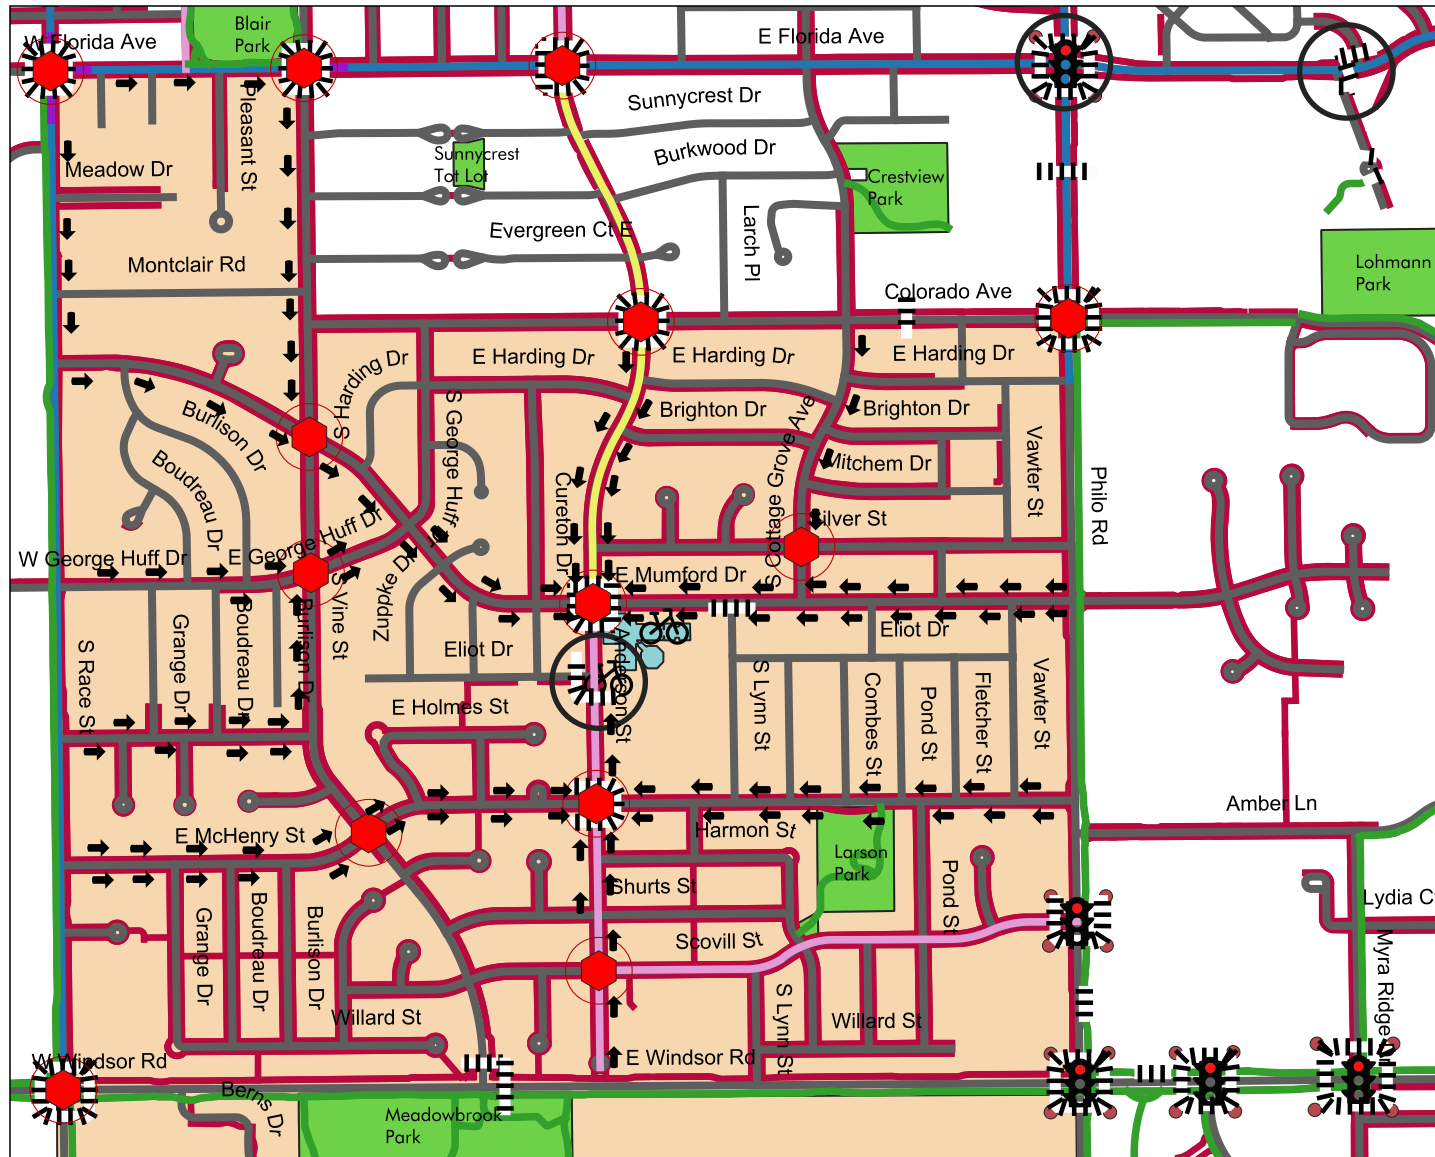 W Florida Ave
Blair
Park
E Florida Ave
Pleasant St
Sunnycrest Dr
Sunnycrest
Tot Lot
Burkwood Dr
Meadow Dr
Crestview
Park
Evergreen Ct E
Larch Pl
Montclair Rd
Lohmann
Park
Colorado Ave
S Harding Dr
E Harding Dr
E Harding Dr
E Harding Dr
Burlison Dr
S George Huff Dr
Brighton Dr
S Cottage Grove Ave
Brighton Dr
Vawter St
Boudreau Dr
Mitchem Dr
Philo Rd
Cureton Dr
Silver St
W George Huff Dr
E George Huff Dr
E Mumford Dr
Zuppke Dr
S Vine St
S Race St
Grange Dr
Boudreau Dr
Burlison Dr
Eliot Dr
Anderson St
Eliot Dr
S Lynn St
Combes St
Pond St
Fletcher St
Vawter St
E Holmes St
Amber Ln
E McHenry St
Harmon St
Larson
Park
Shurts St
Pond St
Lydia C
Grange Dr
Boudreau Dr
Burlison Dr
Scovill St
Myra Ridge
Willard St
S Lynn St
Willard St
W Windsor Rd
E Windsor Rd
Berns Dr
Meadowbrook
Park